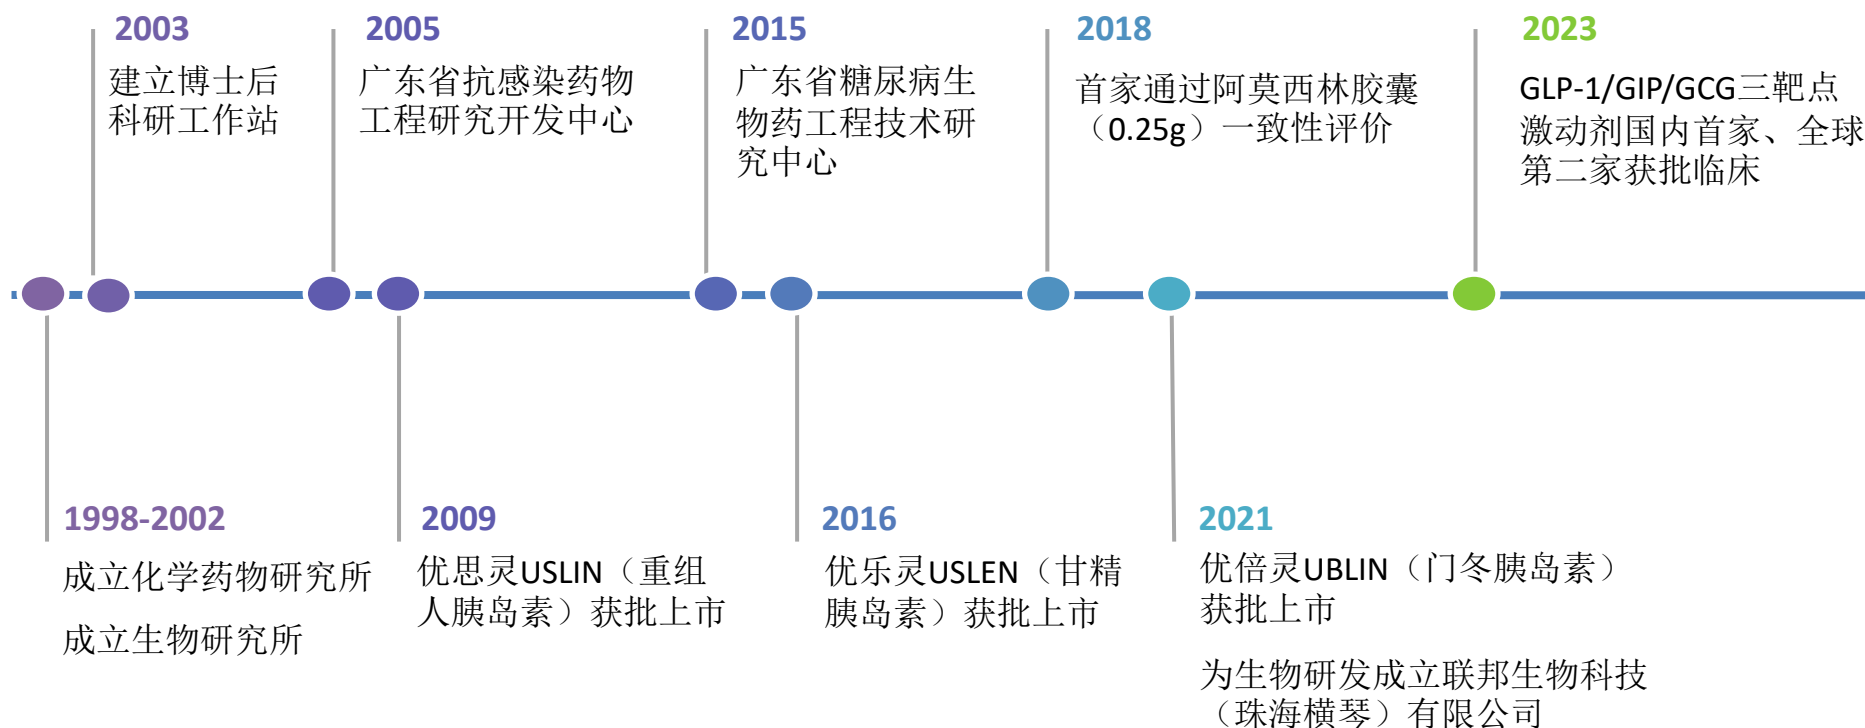 2003
建立博士后
科研工作站
2005
广东省抗感染药物
工程研究开发中心
2015
广东省糖尿病生
物药工程技术研
究中心
2018
首家通过阿莫西林胶囊
（0.25g）一致性评价
2023
GLP-1/GIP/GCG三靶点
激动剂国内首家、全球
第二家获批临床
1998-2002
成立化学药物研究所
成立生物研究所
2009
优思灵USLIN（重组
人胰岛素）获批上市
2016
优乐灵USLEN（甘精
胰岛素）获批上市
2021
优倍灵UBLIN（门冬胰岛素）
获批上市
为生物研发成立联邦生物科技
（珠海横琴）有限公司